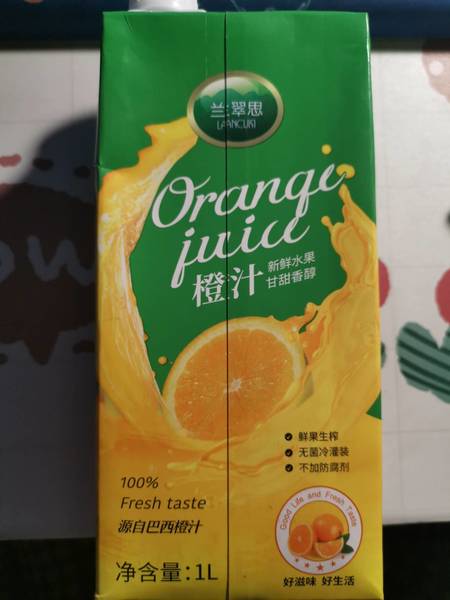 兰翠思
LAANCUKI
Orange
juice
橙汁
新鲜水果
甘甜香醇
鲜果生榨
无菌冷灌装
不加防腐剂
100%
Fresh taste
源自巴西橙汁
净含量:1L
Good Life and Fresh Taste
好滋味 好生活